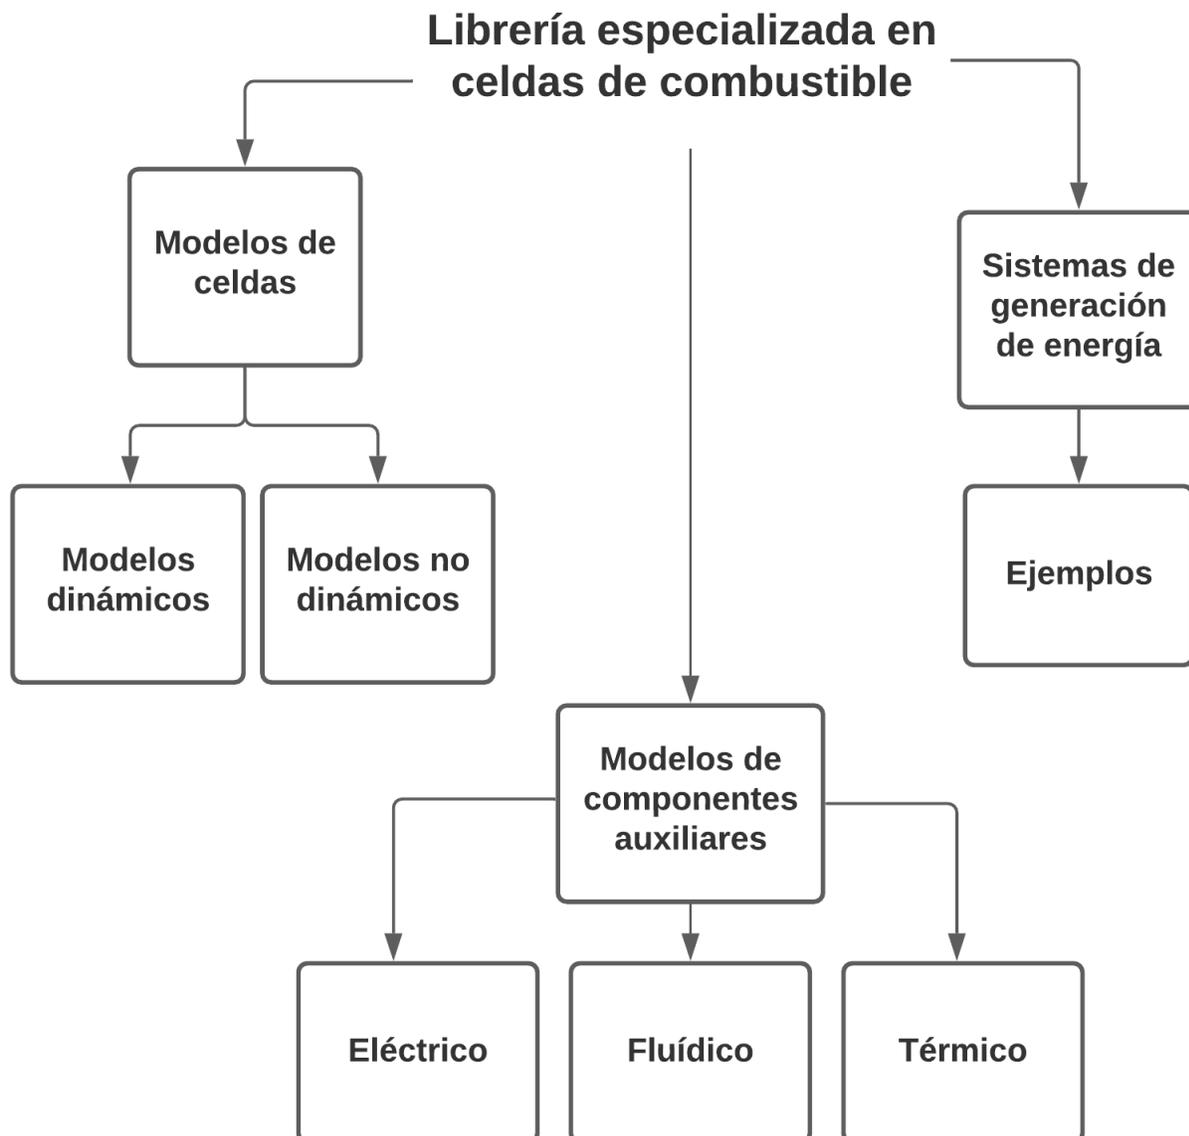 Librería especializada en
celdas de combustible
Modelos de
celdas
Sistemas de
generación
de energía
Modelos
dinámicos
Modelos no
dinámicos
Ejemplos
Modelos de
componentes
auxiliares
Eléctrico
Fluídico
Térmico